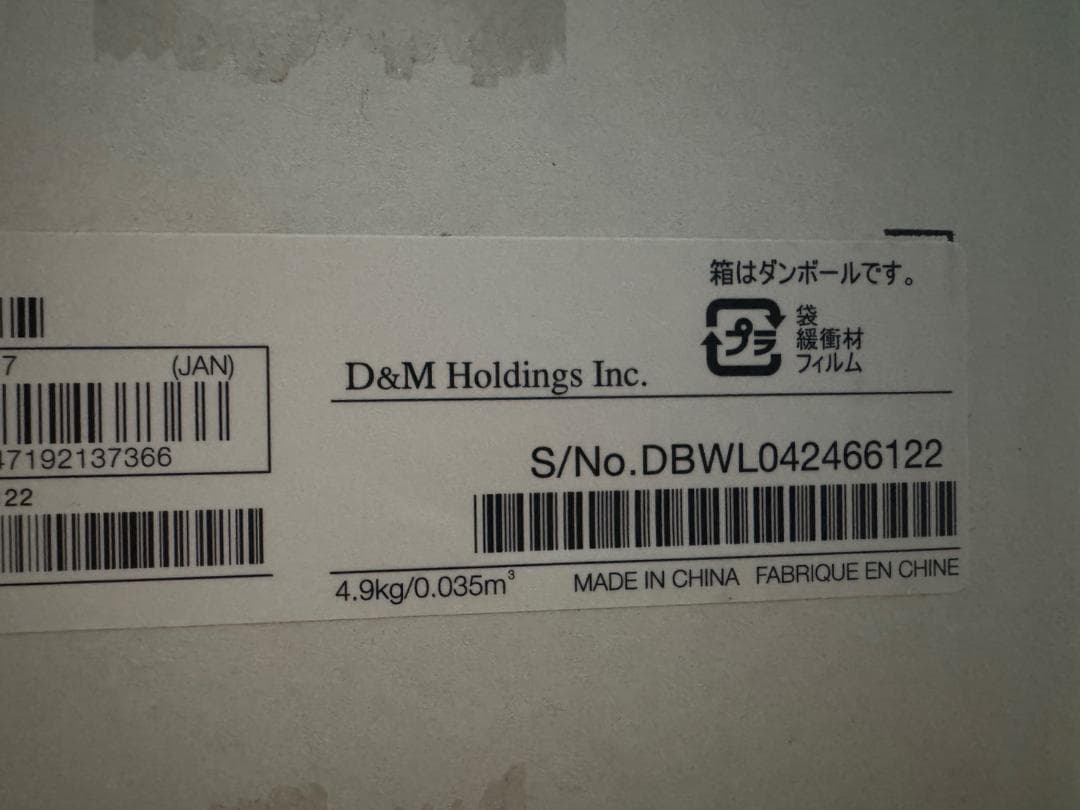 箱はダンボールです。
プラ
袋
緩衝材
フィルム
7 (JAN)
47192137366
22
D&M Holdings Inc.
S/No.DBWL042466122
4.9kg/0.035m³
MADE IN CHINA FABRIQUE EN CHINE